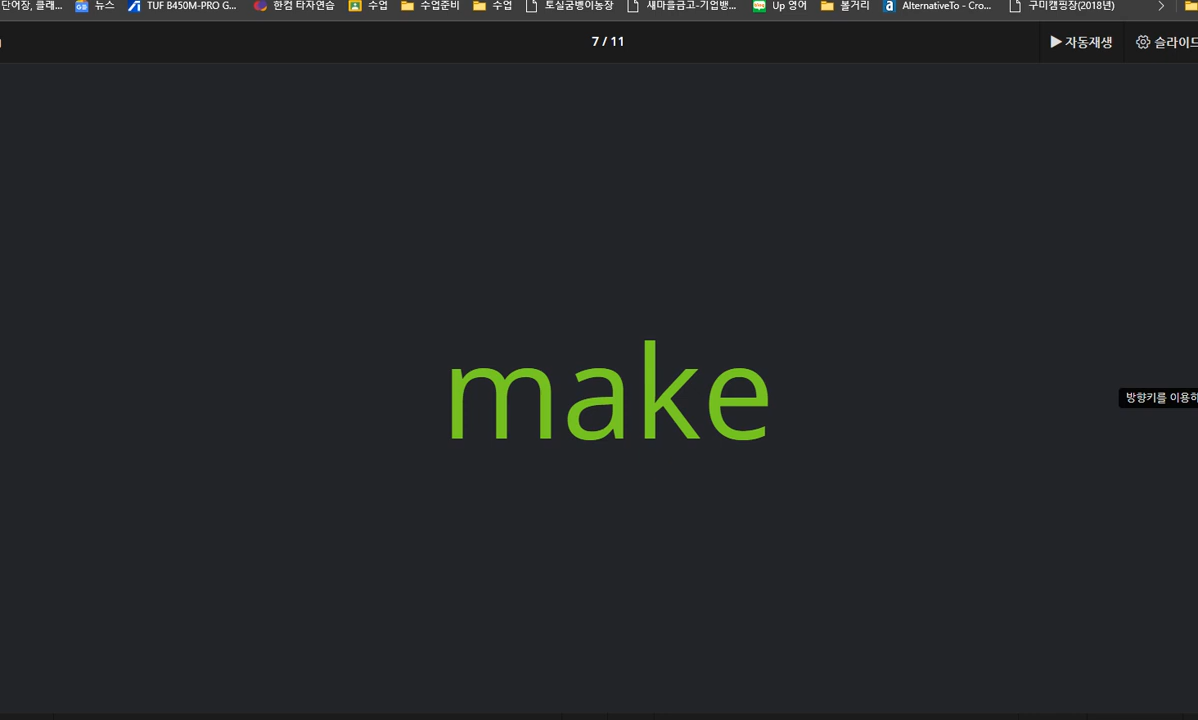 단어장, 클래... 뉴스 TUF B450M-PRO G... 한컴 타자연습 수업 수업준비 수업 토실굼벵이농장 새마을금고-기업뱅... Up 영어 볼거리 AlternativeTo - Cro... 구미캠핑장(2018년)
7 / 11 자동재생 슬라이드
make
방향키를 이용하